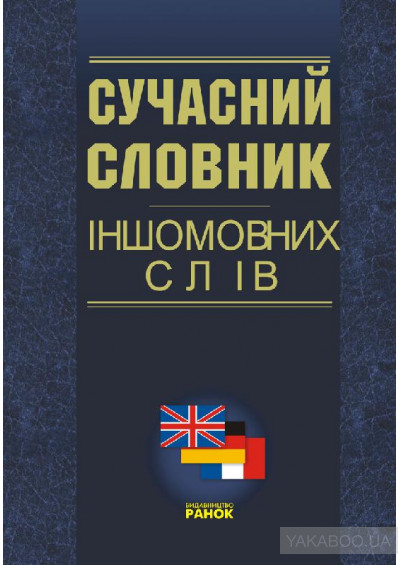 СУЧАСНИЙ
СЛОВНИК
ІНШОМОВНИХ
СЛІВ
ВИДАВНИЦТВО
РАНОК
YAKABOO.UA